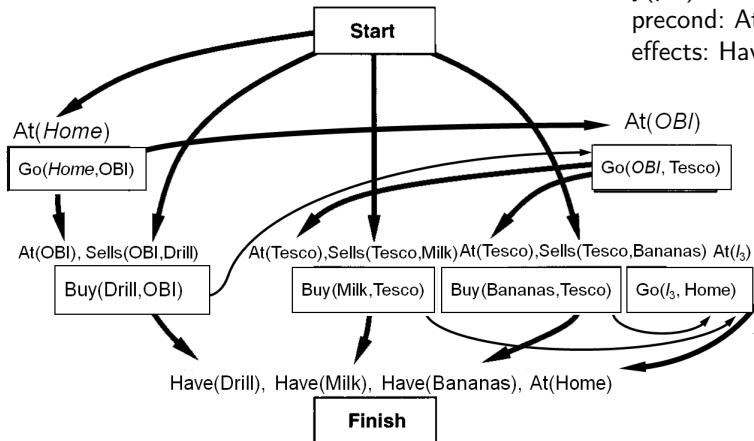 Start
precond: At
effects: Hav
At(Home)
At(OBI)
Go(Home,OBI)
Go(OBI, Tesco)
At(OBI), Sells(OBI,Drill)
At(Tesco),Sells(Tesco,Milk)
At(Tesco),Sells(Tesco,Bananas)
At(l₃)
Buy(Drill,OBI)
Buy(Milk,Tesco)
Buy(Bananas,Tesco)
Go(l₃, Home)
Have(Drill), Have(Milk), Have(Bananas), At(Home)
Finish